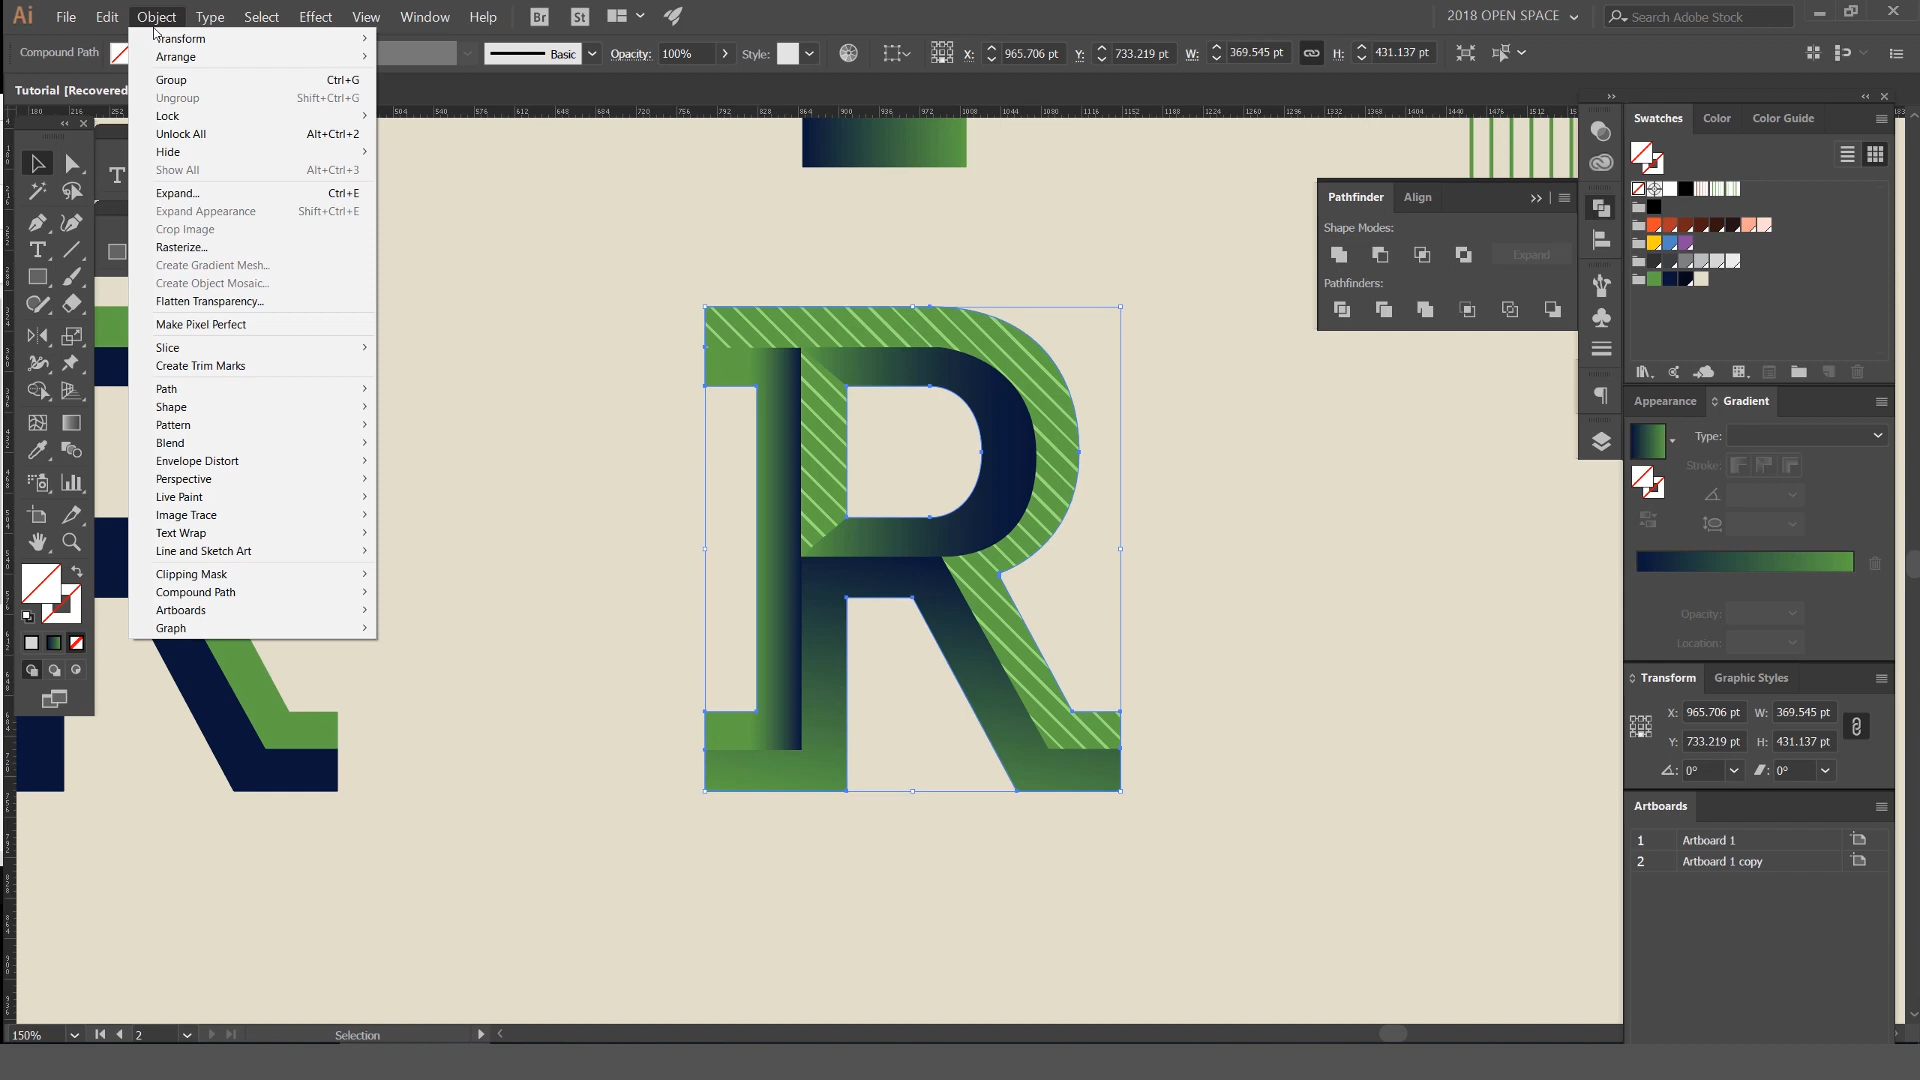 Ai File Edit Object Type Select Effect View Window Help Br St 2018 OPEN SPACE Search Adobe Stock
Compound Path Basic Opacity: 100% Style: X: 965.706 pt Y: 733.219 pt W: 369.545 pt H: 431.137 pt
Tutorial [Recovered
Transform
Arrange
Group Ctrl+G
Ungroup Shift+Ctrl+G
Lock
Unlock All Alt+Ctrl+2
Hide
Show All Alt+Ctrl+3
Expand... Ctrl+E
Expand Appearance Shift+Ctrl+E
Crop Image
Rasterize...
Create Gradient Mesh...
Create Object Mosaic...
Flatten Transparency...
Make Pixel Perfect
Slice
Create Trim Marks
Path
Shape
Pattern
Blend
Envelope Distort
Perspective
Live Paint
Image Trace
Text Wrap
Line and Sketch Art
Clipping Mask
Compound Path
Artboards
Graph
R
Pathfinder Align
Shape Modes:
Expand
Pathfinders:
Swatches Color Color Guide
Appearance Gradient
Type:
Stroke:
Opacity:
Location:
Transform Graphic Styles
X: 965.706 pt W: 369.545 pt
Y: 733.219 pt H: 431.137 pt
0° 0°
Artboards
1 Artboard 1
2 Artboard 1 copy
150% 2 Selection